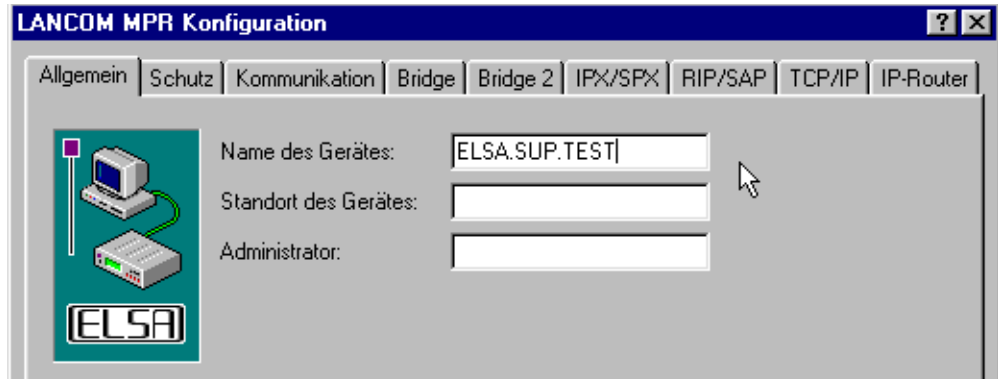 LANCOM MPR Konfiguration
Allgemein Schutz Kommunikation Bridge Bridge 2 IPX/SPX RIP/SAP TCP/IP IP-Router
Name des Gerätes: ELSA.SUP.TEST
Standort des Gerätes:
Administrator:
ELSA